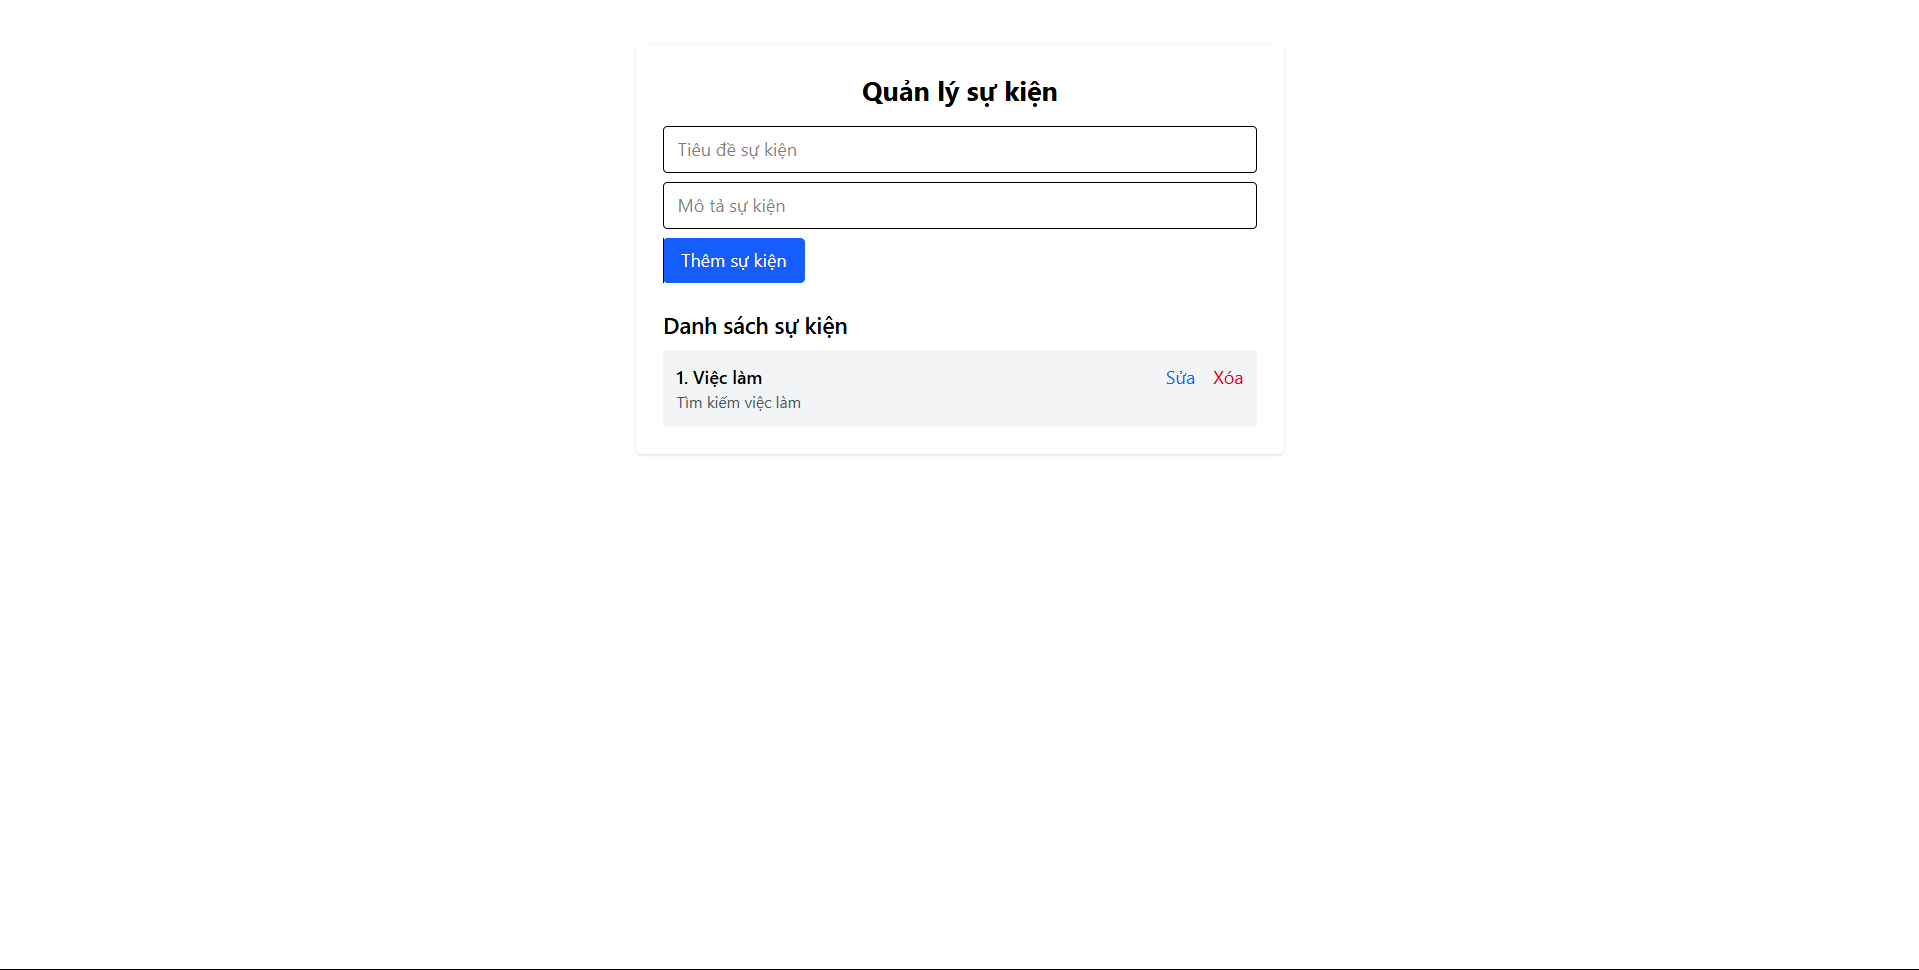 Quản lý sự kiện
Tiêu đề sự kiện
Mô tả sự kiện
Thêm sự kiện
Danh sách sự kiện
1. Việc làm
Sửa Xóa
Tìm kiếm việc làm